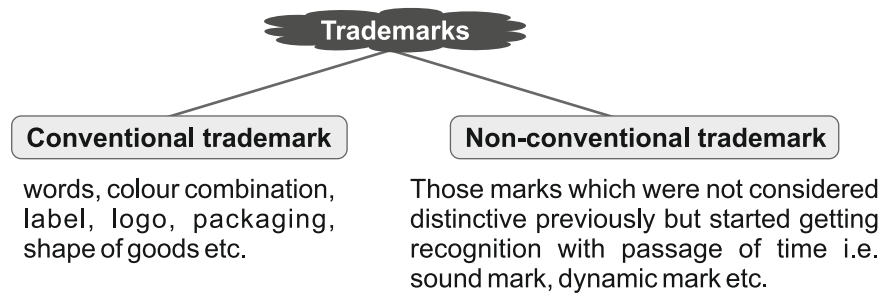 Trademarks
Conventional trademark
words, colour combination,
label, logo, packaging,
shape of goods etc.
Non-conventional trademark
Those marks which were not considered
distinctive previously but started getting
recognition with passage of time i.e.
sound mark, dynamic mark etc.